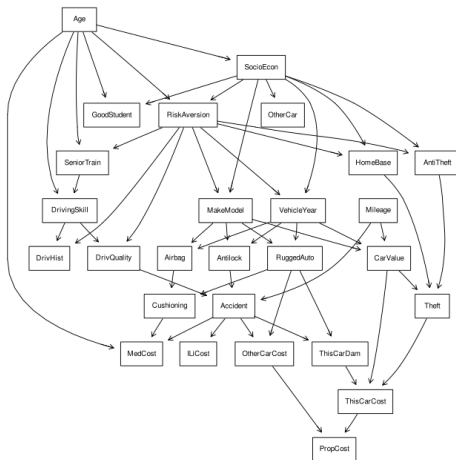 Age
SocioEcon
GoodStudent
RiskAversion
OtherCar
SeniorTrain
HomeBase
AntiTheft
DrivingSkill
MakeModel
VehicleYear
Mileage
DrivHist
DrivQuality
Airbag
Antilock
RuggedAuto
CarValue
Cushioning
Accident
Theft
MedCost
ILiCost
OtherCarCost
ThisCarDam
ThisCarCost
PropCost